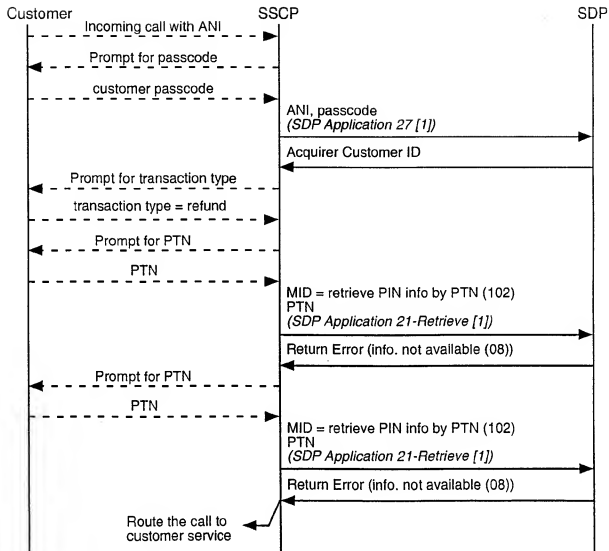 Customer
SSCP
SDP
Incoming call with ANI
Prompt for passcode
customer passcode
ANI, passcode
(SDP Application 27 [1])
Acquirer Customer ID
Prompt for transaction type
transaction type = refund
Prompt for PTN
PTN
MID = retrieve PIN info by PTN (102)
PTN
(SDP Application 21-Retrieve [1])
Return Error (info. not available (08))
Prompt for PTN
PTN
MID = retrieve PIN info by PTN (102)
PTN
(SDP Application 21-Retrieve [1])
Return Error (info. not available (08))
Route the call to
customer service